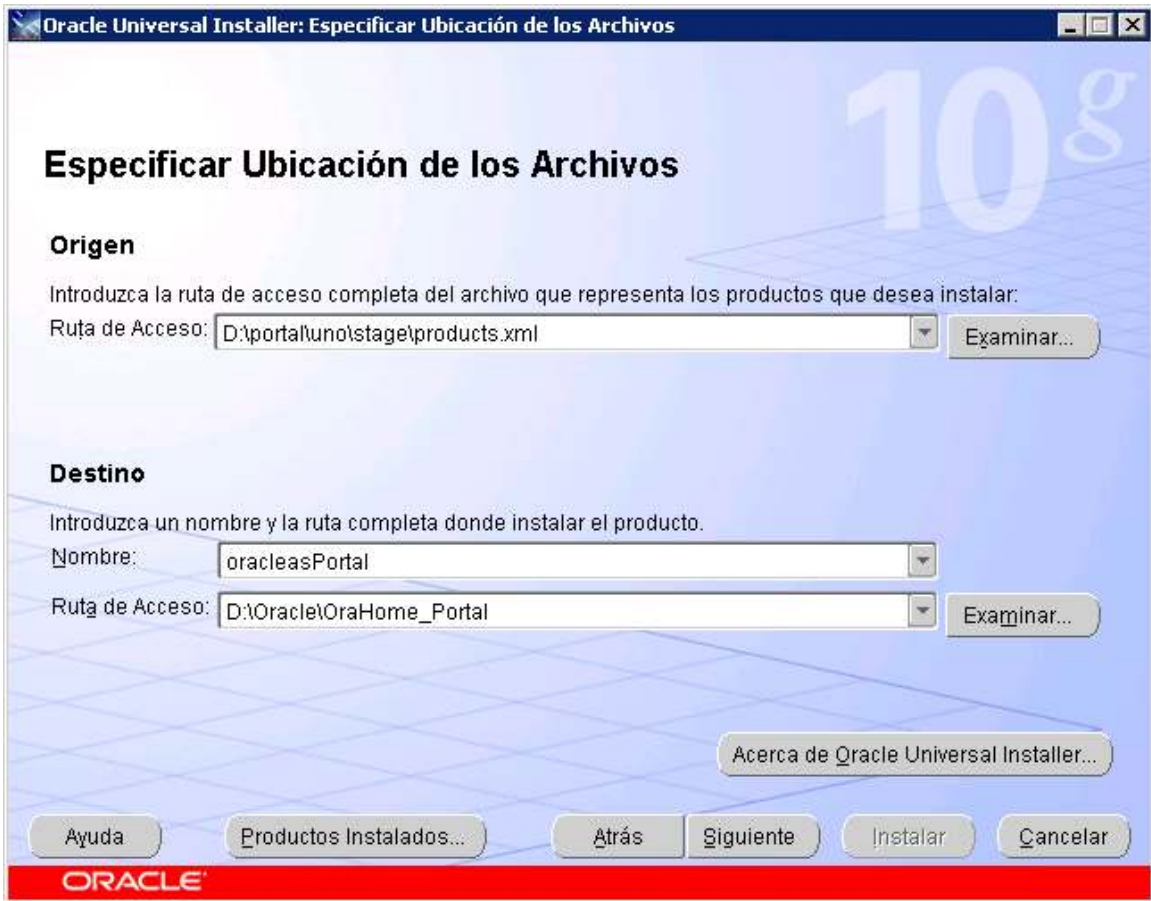 Oracle Universal Installer: Especificar Ubicación de los Archivos
10g
Especificar Ubicación de los Archivos
Origen
Introduzca la ruta de acceso completa del archivo que representa los productos que desea instalar:
Ruta de Acceso: D:\portal\uno\stage\products.xml Examinar...
Destino
Introduzca un nombre y la ruta completa donde instalar el producto.
Nombre: oracleasPortal
Ruta de Acceso: D:\Oracle\OraHome_Portal Examinar...
Acerca de Oracle Universal Installer...
Ayuda Productos Instalados... Atrás Siguiente Instalar Cancelar
ORACLE